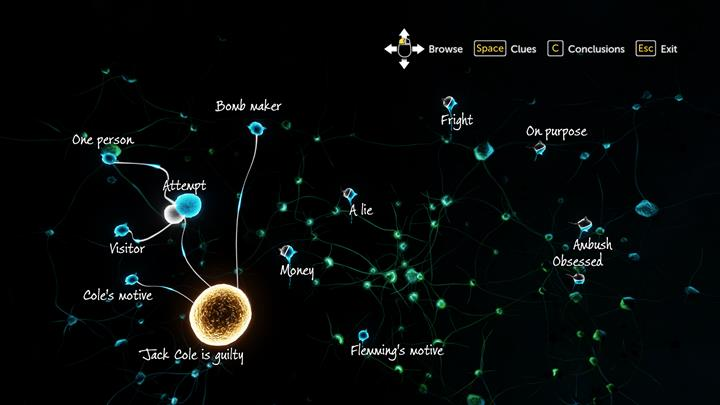 Browse Space Clues C Conclusions Esc Exit
Bomb maker
Fright
On purpose
One person
Attempt
A lie
Visitor
Ambush
Obsessed
Money
Cole's motive
Jack Cole is guilty
Flemming's motive